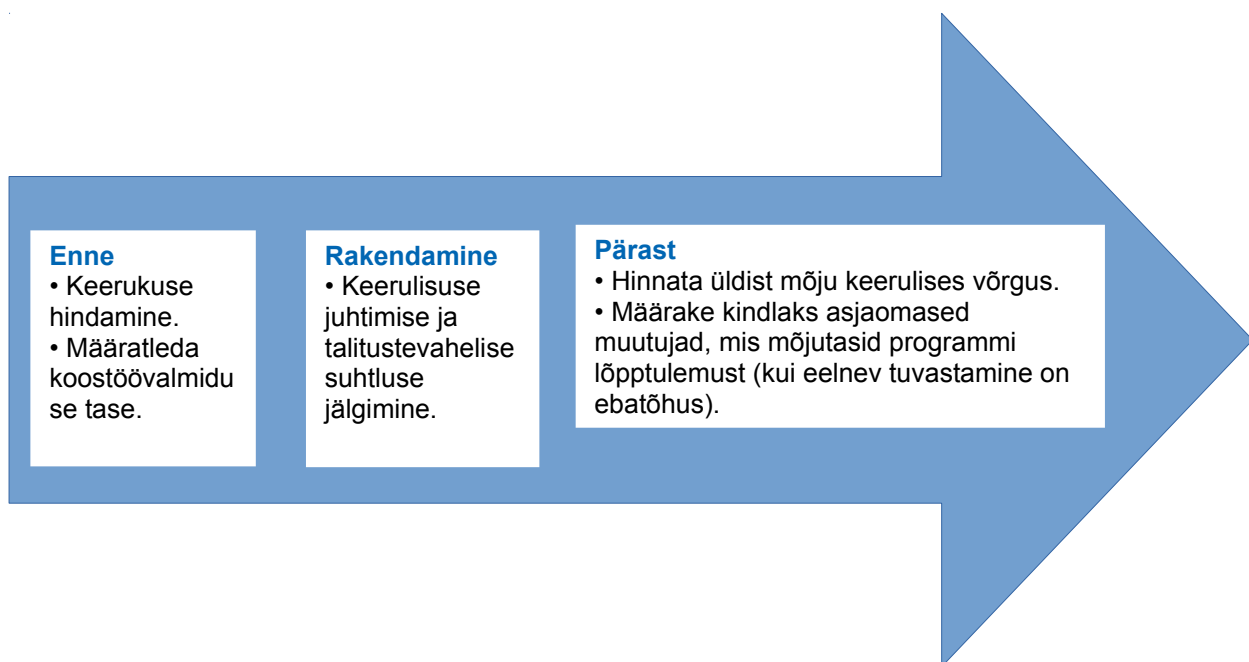 Enne
• Keerukuse
hindamine.
• Määratleda
koostöövalmidu
se tase.
Rakendamine
• Keerulisuse
juhtimise ja
talitustevahelise
suhtluse
jälgimine.
Pärast
• Hinnata üldist mõju keerulises võrgus.
• Määrake kindlaks asjaomased
muutujad, mis mõjutasid programmi
lõpptulemust (kui eelnev tuvastamine on
ebatõhus).